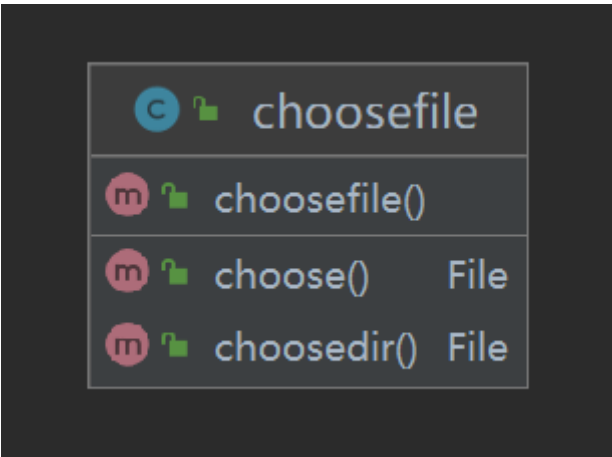 C choosefile
m choosefile()
m choose() File
m choosedir() File